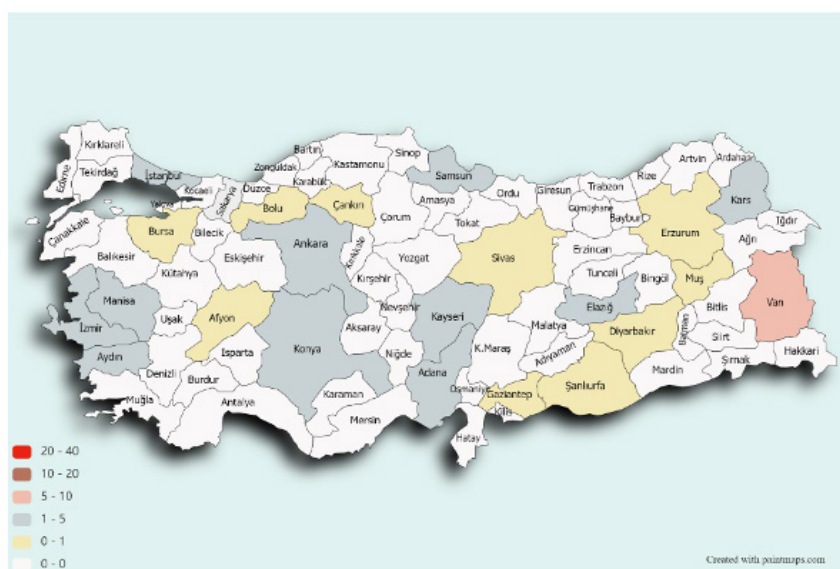 Kırklareli
Edirne
Tekirdağ
İstanbul
Kocaeli
Yalova
Sakarya
Düzce
Zonguldak
Bartın
Karabük
Kastamonu
Sinop
Samsun
Ordu
Giresun
Trabzon
Rize
Artvin
Ardahan
Kars
Iğdır
Çanakkale
Balıkesir
Bursa
Bilecik
Bolu
Çankırı
Çorum
Amasya
Tokat
Gümüşhane
Bayburt
Erzurum
Ağrı
Kütahya
Eskişehir
Ankara
Kırıkkale
Yozgat
Sivas
Erzincan
Tunceli
Bingöl
Muş
Van
Manisa
İzmir
Uşak
Afyon
Kırşehir
Nevşehir
Kayseri
Malatya
Elazığ
Diyarbakır
Batman
Bitlis
Siirt
Aydın
Denizli
Isparta
Konya
Aksaray
Niğde
Adana
K.Maraş
Adıyaman
Mardin
Şırnak
Hakkari
Muğla
Burdur
Antalya
Karaman
Mersin
Osmaniye
Gaziantep
Kilis
Şanlıurfa
Hatay
20 - 40
10 - 20
5 - 10
1 - 5
0 - 1
0 - 0
Created with paintmaps.com